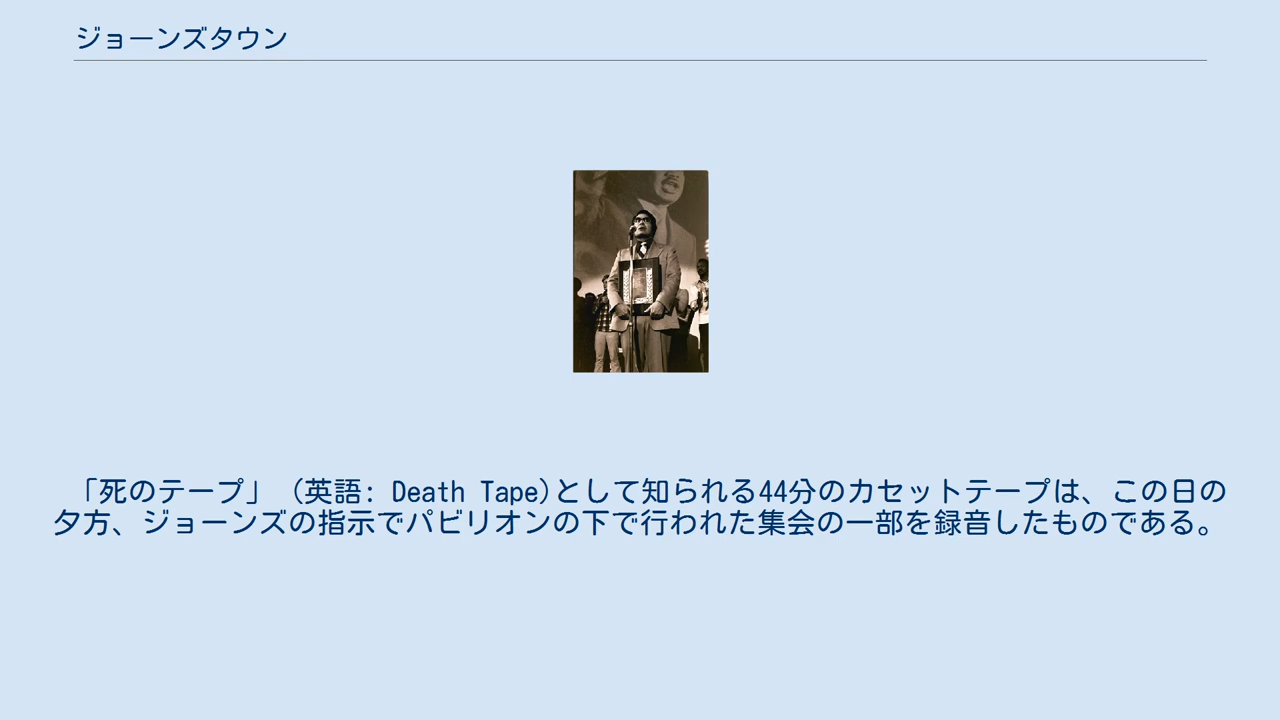 ジョーンズタウン
「死のテープ」（英語: Death Tape)として知られる44分のカセットテープは、この日の
夕方、ジョーンズの指示でパビリオンの下で行われた集会の一部を録音したものである。